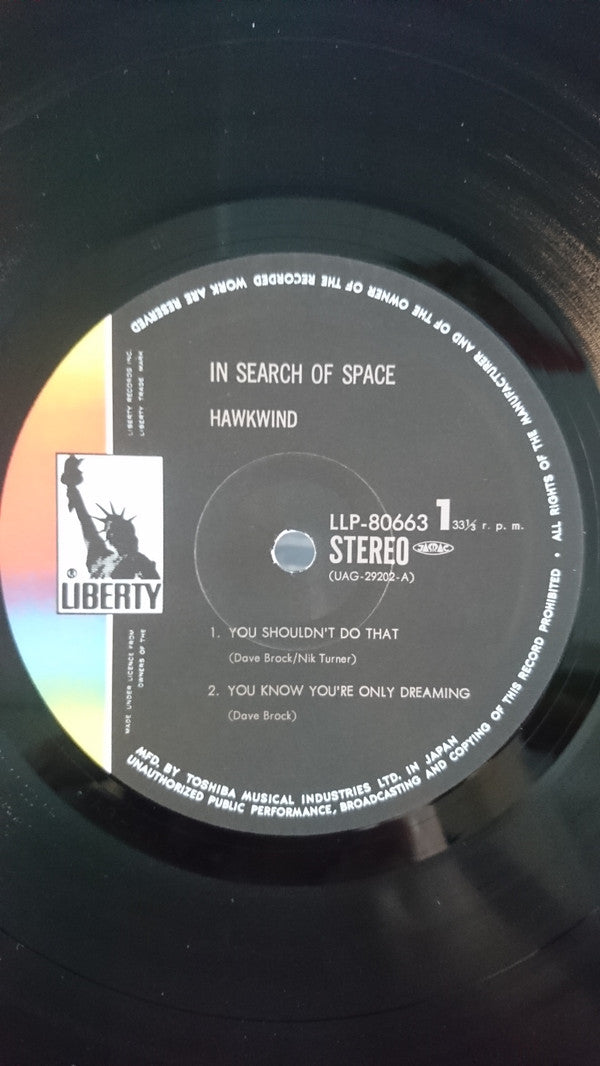 IN SEARCH OF SPACE
HAWKWIND
LLP-80663 1 33⅓ r. p. m.
STEREO JASRAC
(UAG-29202-A)
1. YOU SHOULDN'T DO THAT
(Dave Brock/Nik Turner)
2. YOU KNOW YOU'RE ONLY DREAMING
(Dave Brock)
® LIBERTY
LIBERTY RECORDS INC.
LIBERTY TRADE MARK
MADE UNDER LICENCE FROM
OWNERS OF THE
MFD. BY TOSHIBA MUSICAL INDUSTRIES LTD. IN JAPAN
UNAUTHORIZED PUBLIC PERFORMANCE, BROADCASTING AND COPYING OF THIS RECORD PROHIBITED • ALL RIGHTS OF THE MANUFACTURER AND OF THE OWNER OF THE RECORDED WORK ARE RESERVED